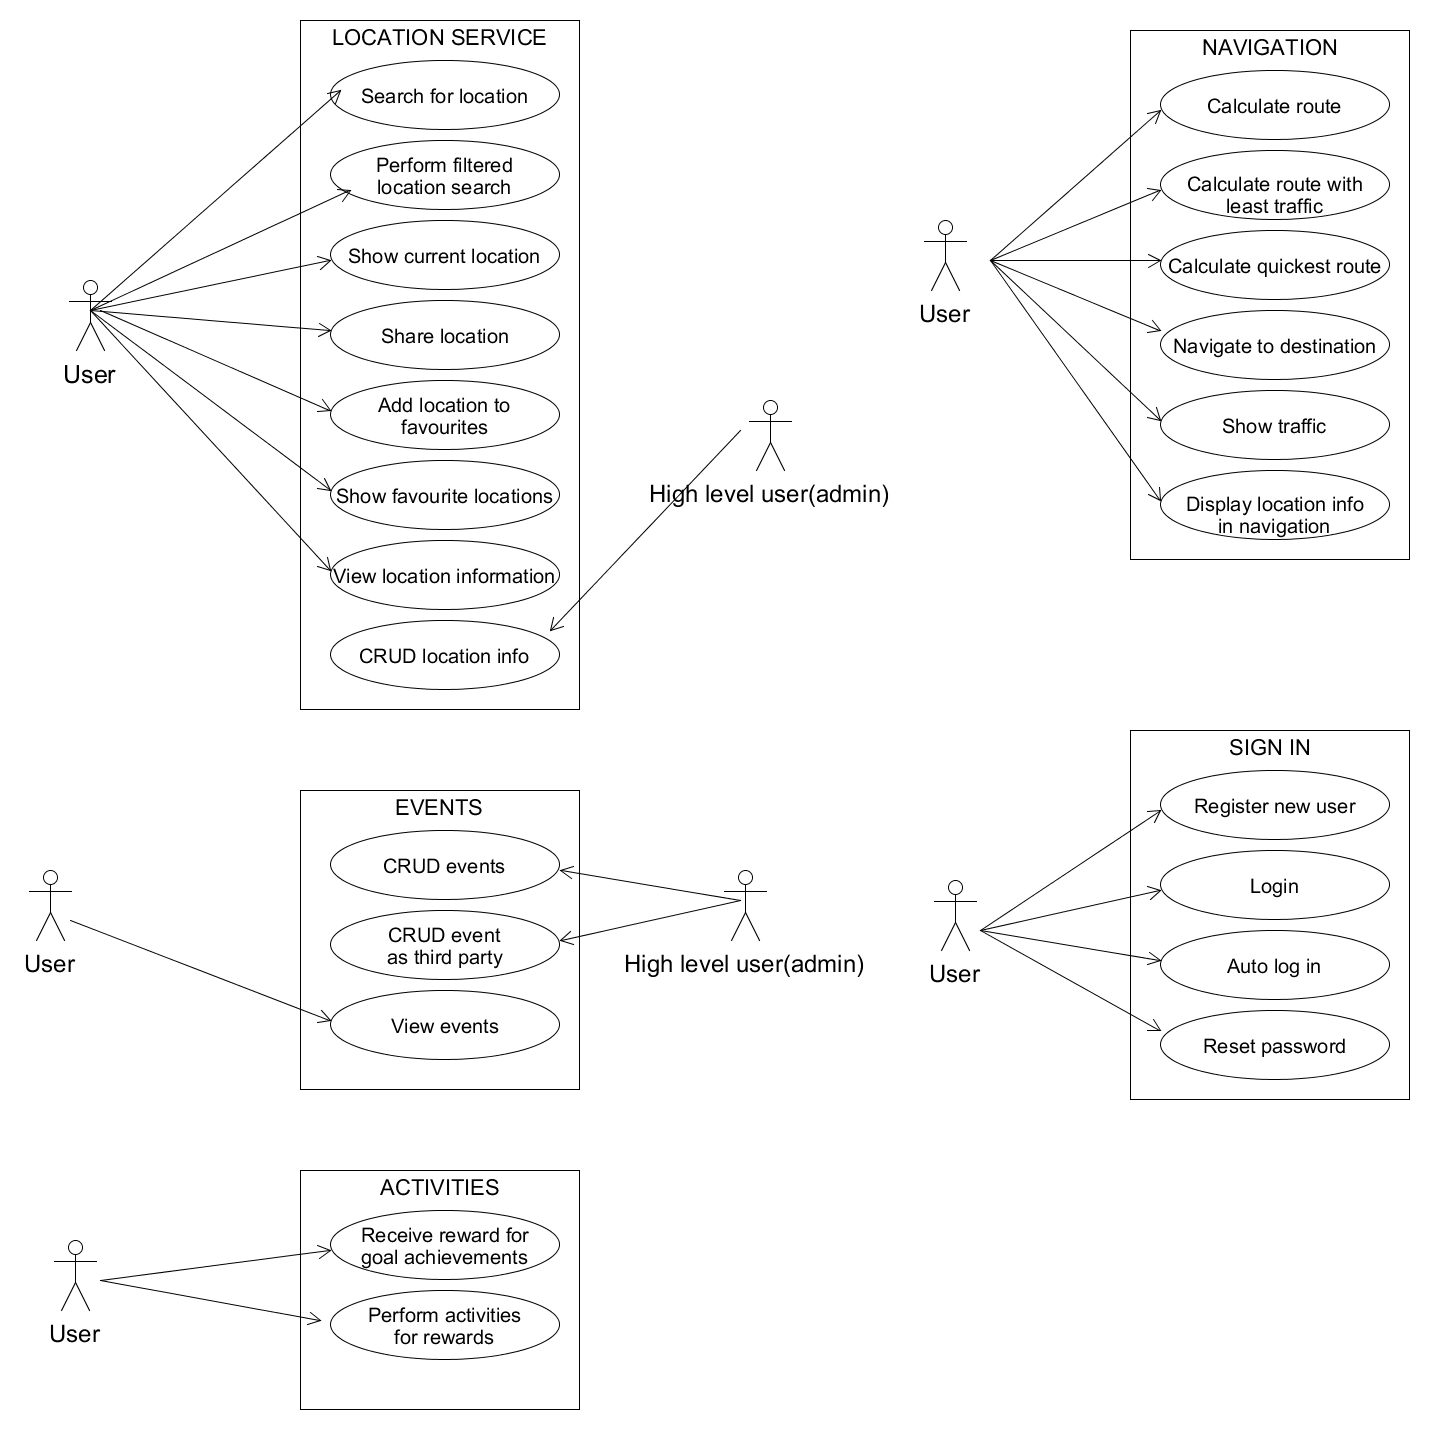 LOCATION SERVICE
Search for location
Perform filtered
location search
Show current location
Share location
Add location to
favourites
Show favourite locations
View location information
CRUD location info
User
High level user(admin)
NAVIGATION
Calculate route
Calculate route with
least traffic
Calculate quickest route
Navigate to destination
Show traffic
Display location info
in navigation
User
EVENTS
CRUD events
CRUD event
as third party
View events
User
High level user(admin)
SIGN IN
Register new user
Login
Auto log in
Reset password
User
ACTIVITIES
Receive reward for
goal achievements
Perform activities
for rewards
User